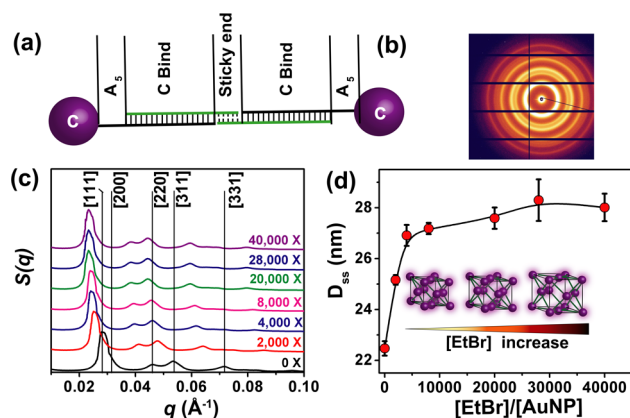 (a)
A5
C Bind
Sticky end
C Bind
A5
C
C
(b)
(c)
[111]
[200]
[220]
[311]
[331]
40,000 X
28,000 X
20,000 X
8,000 X
4,000 X
2,000 X
0 X
S(q)
0.02 0.04 0.06 0.08 0.10
q (Å-1)
(d)
28
26
24
22
Dss (nm)
[EtBr] increase
0 10000 20000 30000 40000
[EtBr]/[AuNP]